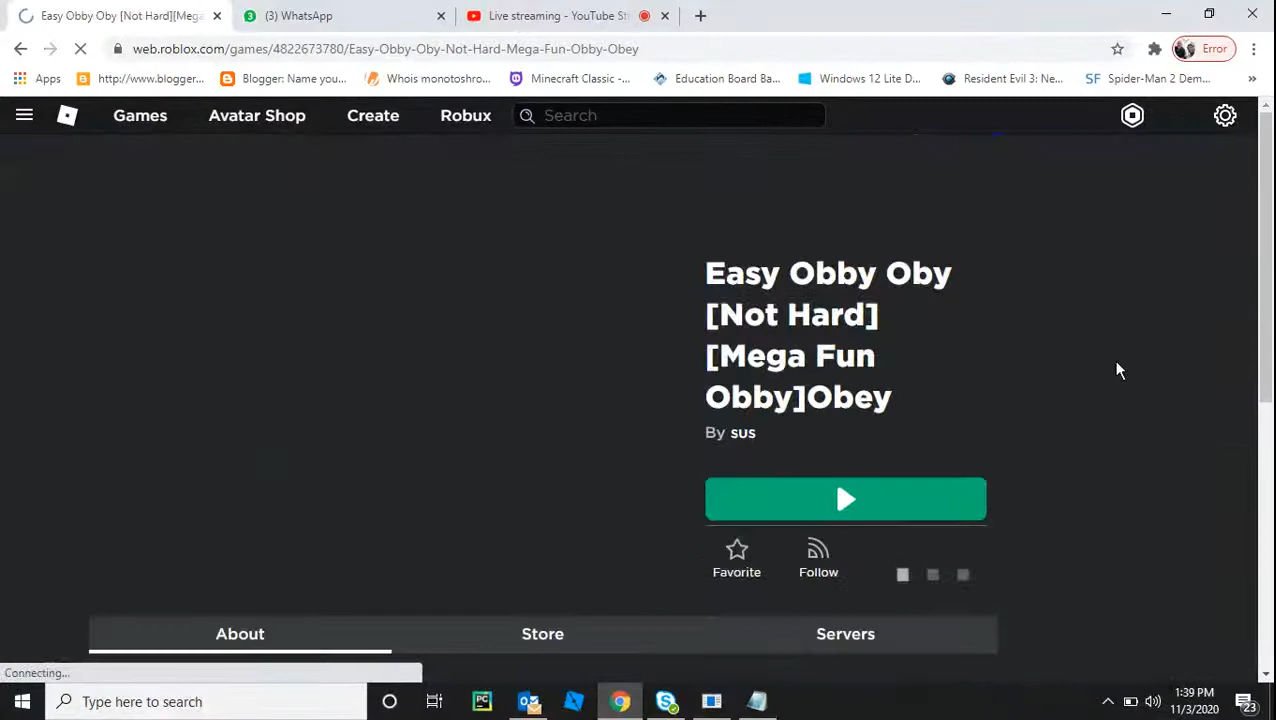 Easy Obby Oby [Not Hard][Mega
(3) WhatsApp
Live streaming - YouTube St
web.roblox.com/games/4822673780/Easy-Obby-Oby-Not-Hard-Mega-Fun-Obby-Obey
Error
Apps
http://www.blogger...
Blogger: Name you...
Whois monotoshro...
Minecraft Classic -...
Education Board Ba...
Windows 12 Lite D...
Resident Evil 3: Ne...
SF Spider-Man 2 Dem...
»
Games
Avatar Shop
Create
Robux
Search
Easy Obby Oby
[Not Hard]
[Mega Fun
Obby]Obey
By sus
Favorite
Follow
About
Store
Servers
Connecting...
Type here to search
PC
1:39 PM
11/3/2020
23